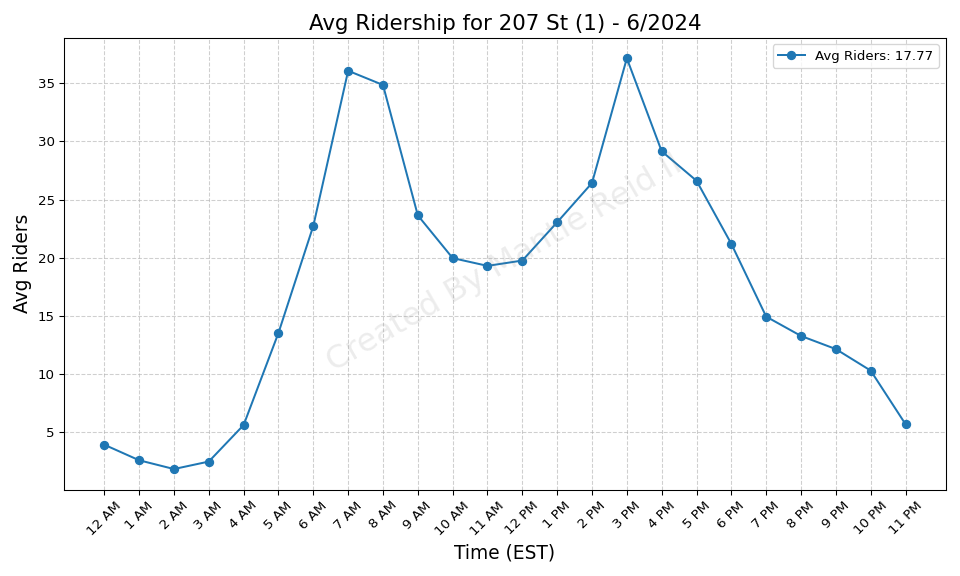 Avg Ridership for 207 St (1) - 6/2024
Avg Riders: 17.77
Avg Riders
35
30
25
20
15
10
5
Created By Mantie Reid
12 AM
1 AM
2 AM
3 AM
4 AM
5 AM
6 AM
7 AM
8 AM
9 AM
10 AM
11 AM
12 PM
1 PM
2 PM
3 PM
4 PM
5 PM
6 PM
7 PM
8 PM
9 PM
10 PM
11 PM
Time (EST)